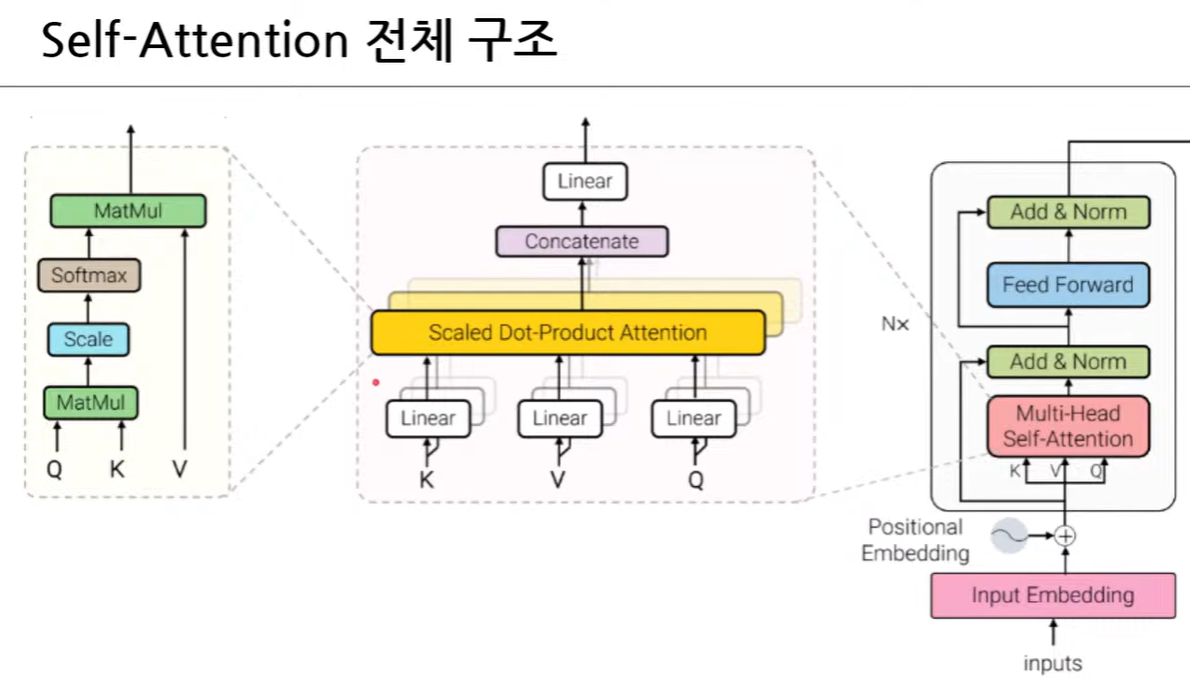 Self-Attention 전체 구조
MatMul
Softmax
Scale
MatMul
Q
K
V
Linear
Concatenate
Scaled Dot-Product Attention
Linear
Linear
Linear
K
V
Q
Nx
Add & Norm
Feed Forward
Add & Norm
Multi-Head
Self-Attention
K
V
Q
Positional
Embedding
Input Embedding
inputs